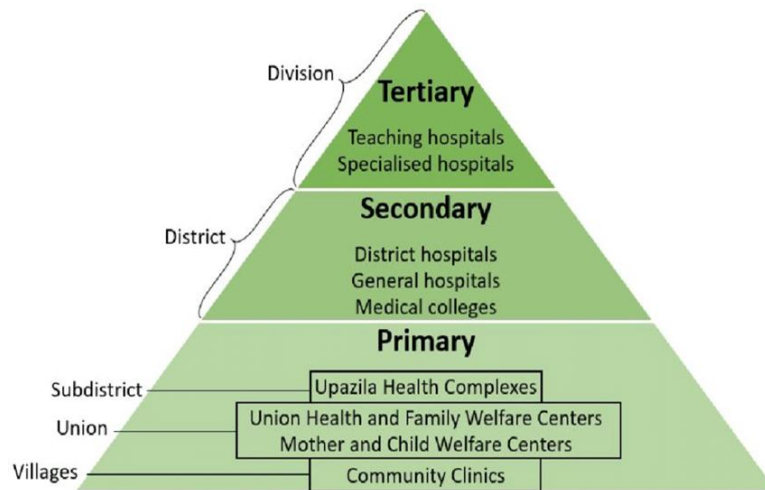 Division
Tertiary
Teaching hospitals
Specialised hospitals
Secondary
District
District hospitals
General hospitals
Medical colleges
Primary
Subdistrict
Upazila Health Complexes
Union
Union Health and Family Welfare Centers
Mother and Child Welfare Centers
Villages
Community Clinics